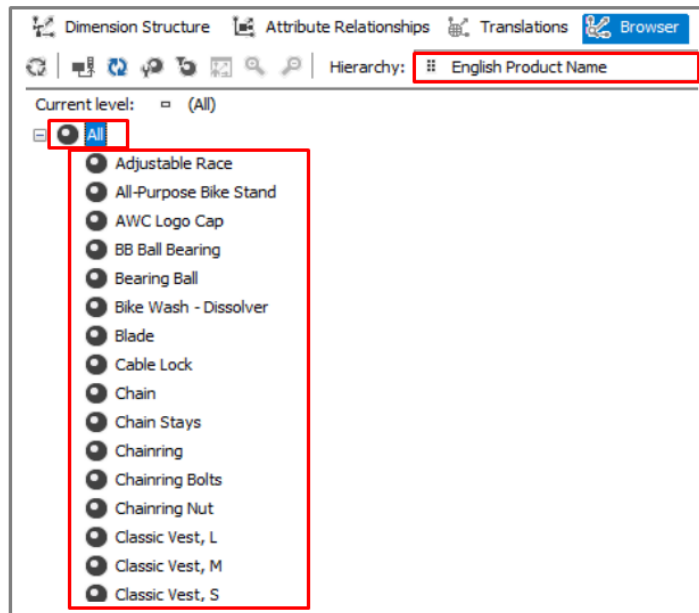 Dimension Structure Attribute Relationships Translations Browser
Hierarchy: English Product Name
Current level: (All)
All
Adjustable Race
All-Purpose Bike Stand
AWC Logo Cap
BB Ball Bearing
Bearing Ball
Bike Wash - Dissolver
Blade
Cable Lock
Chain
Chain Stays
Chainring
Chainring Bolts
Chainring Nut
Classic Vest, L
Classic Vest, M
Classic Vest, S